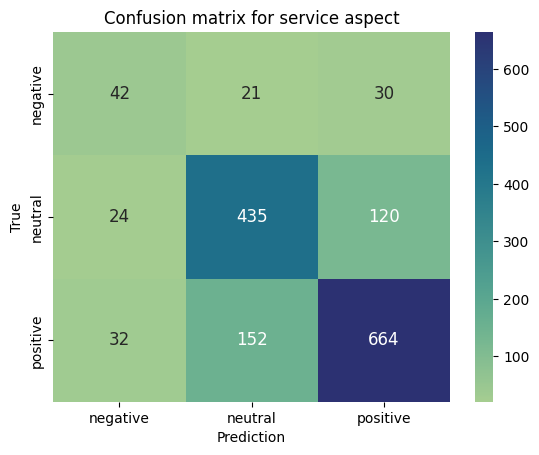 Confusion matrix for service aspect
True
negative
42
21
30
neutral
24
435
120
positive
32
152
664
negative
neutral
positive
Prediction
600
500
400
300
200
100